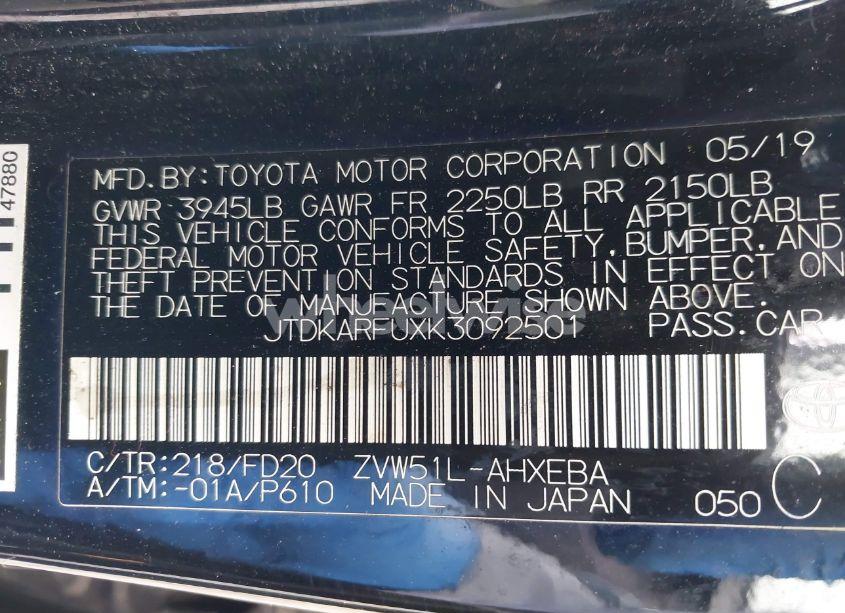 47880
MFD.BY:TOYOTA MOTOR CORPORATION 05/19
GVWR 3945LB GAWR FR 2250LB RR 2150LB
THIS VEHICLE CONFORMS TO ALL APPLICABLE
FEDERAL MOTOR VEHICLE SAFETY,BUMPER,AND
THEFT PREVENTION STANDARDS IN EFFECT ON
THE DATE OF MANUFACTURE SHOWN ABOVE.
JTDKARFUXK3092501 PASS.CAR
wheelwise
C/TR:218/FD20 ZVW51L-AHXEBA
A/TM:-01A/P610 MADE IN JAPAN 050 C